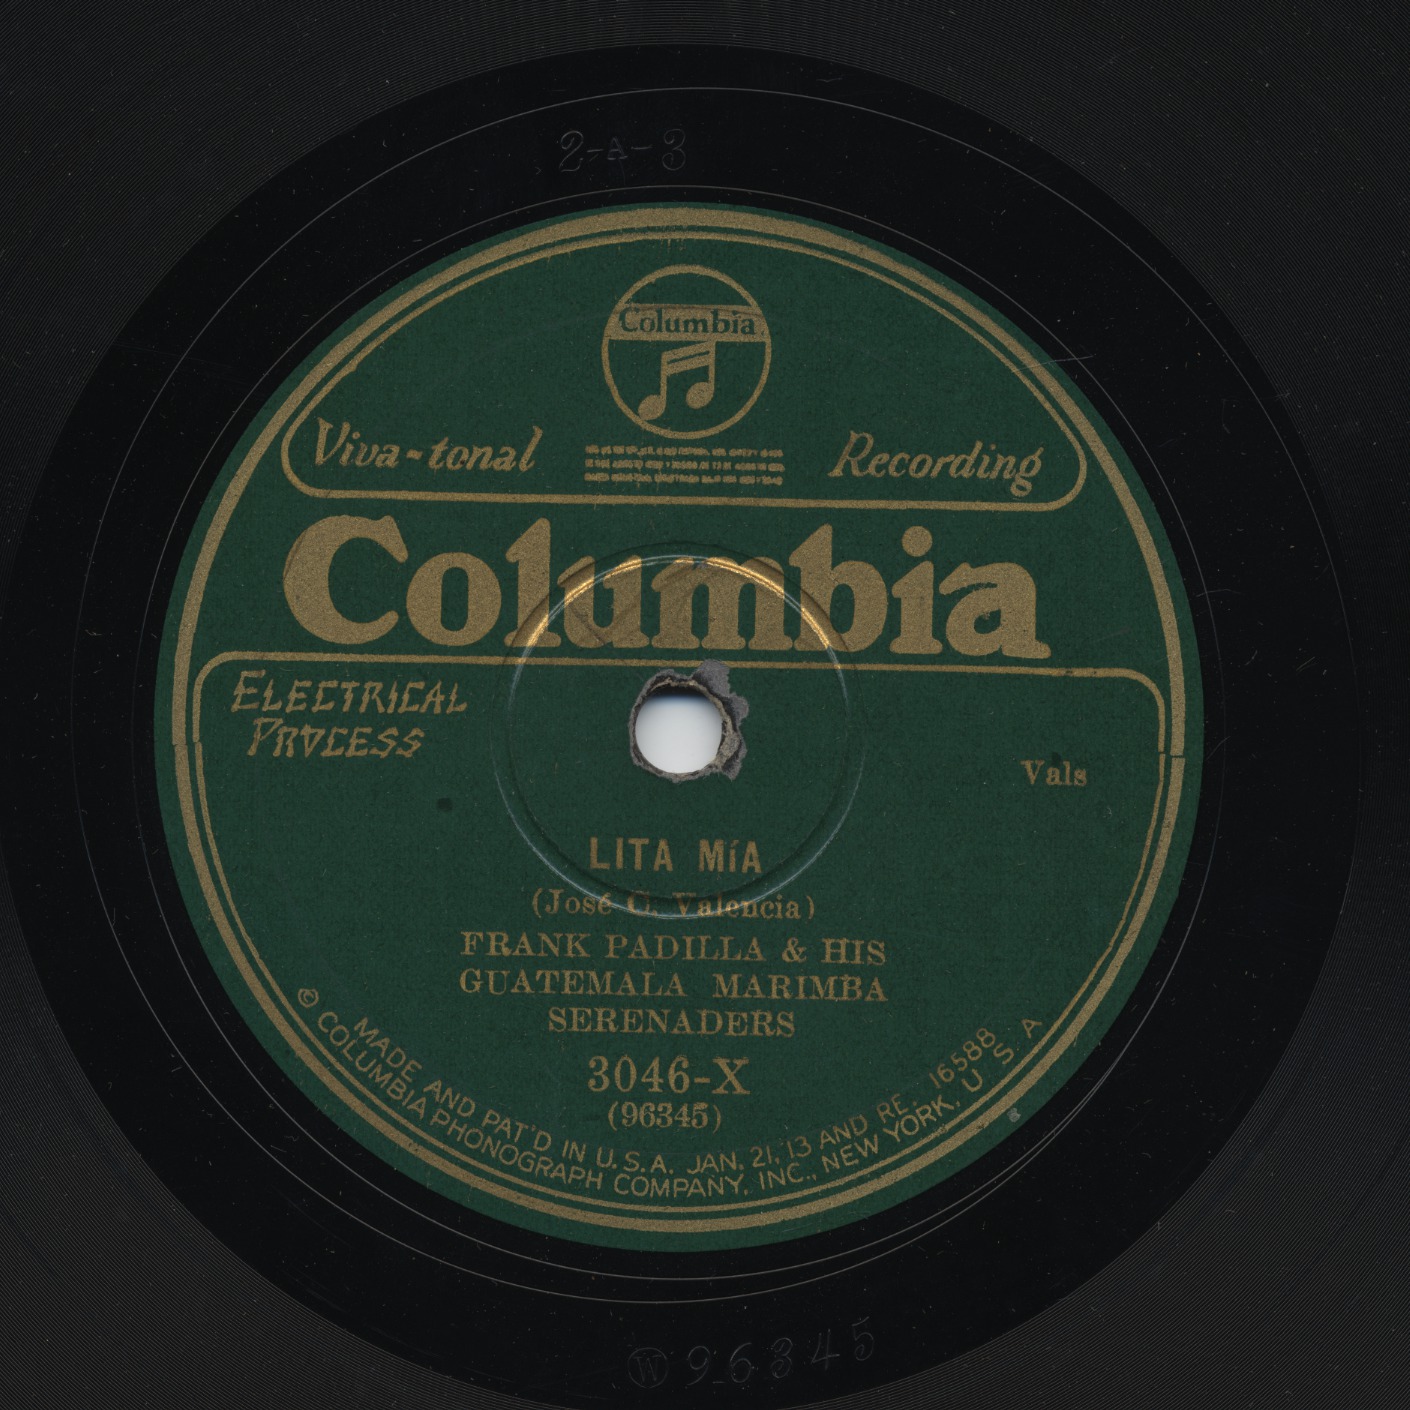 2-A-3
Columbia
Viva-tonal Recording
Columbia
ELECTRICAL
PROCESS
Vals
LITA MíA
(José C. Valencia)
FRANK PADILLA & HIS
GUATEMALA MARIMBA
SERENADERS
3046-X
(96345)
MADE AND PAT'D IN U.S.A. JAN. 21, '13 AND RE. 16588
© COLUMBIA PHONOGRAPH COMPANY, INC., NEW YORK, U.S.A
W 96345